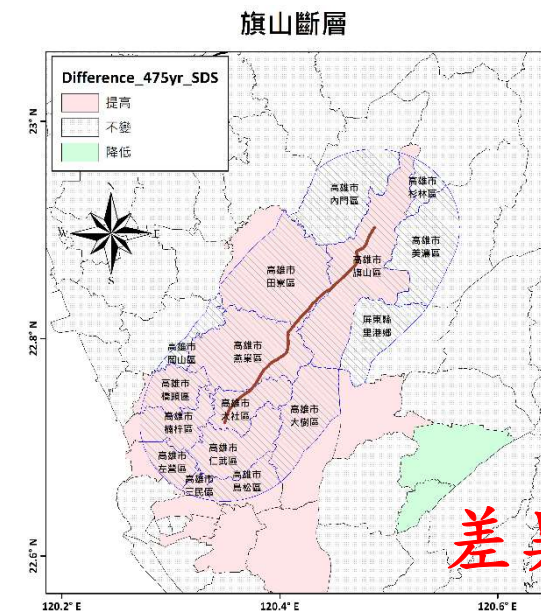 旗山斷層
Difference_475yr_SDS
提高
不變
降低
N
W
E
S
23° N
22.8° N
22.6° N
120.2° E
120.4° E
120.6° E
高雄市
內門區
高雄市
杉林區
高雄市
美濃區
高雄市
旗山區
高雄市
田寮區
屏東縣
里港鄉
高雄市
岡山區
高雄市
燕巢區
高雄市
橋頭區
高雄市
大社區
高雄市
大樹區
高雄市
楠梓區
高雄市
仁武區
高雄市
左營區
高雄市
三民區
高雄市
鳥松區
差異